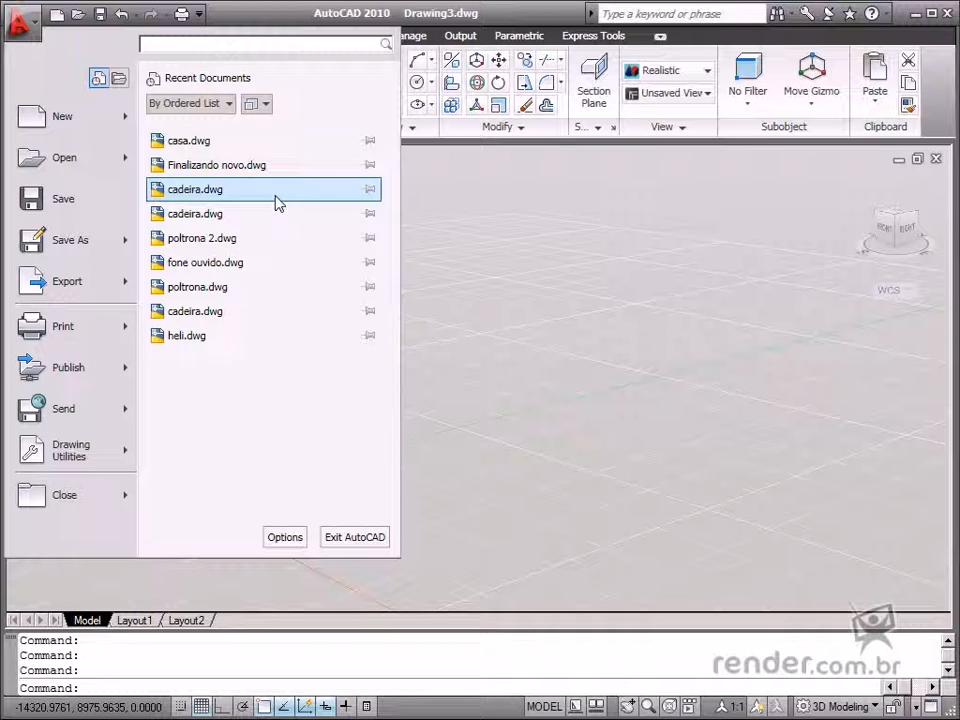 AutoCAD 2010 Drawing3.dwg
Type a keyword or phrase
nage Output Parametric Express Tools
Recent Documents
By Ordered List
New
Open
Save
Save As
Export
Print
Publish
Send
Drawing
Utilities
Close
casa.dwg
Finalizando novo.dwg
cadeira.dwg
cadeira.dwg
poltrona 2.dwg
fone ouvido.dwg
poltrona.dwg
cadeira.dwg
heli.dwg
Options Exit AutoCAD
Section
Plane
Realistic
Unsaved View
No Filter
Move Gizmo
Paste
Modify
S...
View
Subobject
Clipboard
FRONT RIGHT
WCS
Model Layout1 Layout2
Command:
Command:
Command:
Command:
render.com.br
-14320.9761, 8975.9635, 0.0000
MODEL
1:1
3D Modeling